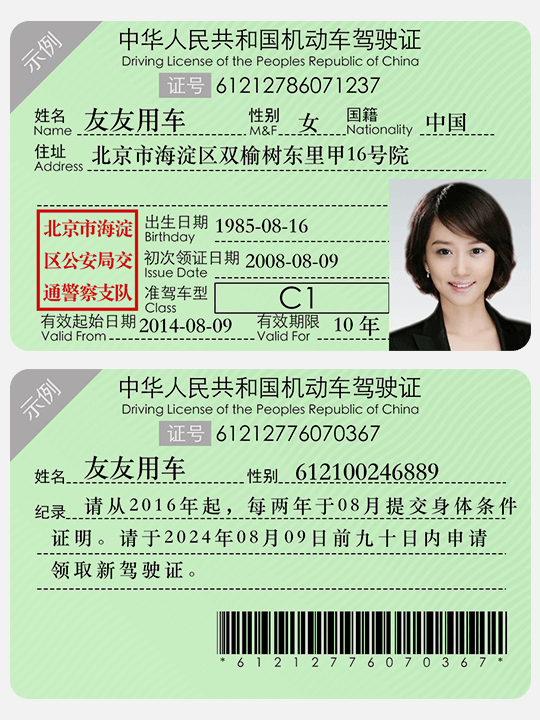 示例
中华人民共和国机动车驾驶证
Driving License of the Peoples Republic of China
证号 61212786071237
姓名 友友用车 性别 女 国籍 中国
Name M&F Nationality
住址 北京市海淀区双榆树东里甲16号院
Address
北京市海淀
区公安局交
通警察支队
出生日期 1985-08-16
Birthday
初次领证日期 2008-08-09
Issue Date
准驾车型 C1
Class
有效起始日期 2014-08-09 有效期限 10 年
Valid From Valid For
示例
中华人民共和国机动车驾驶证
Driving License of the Peoples Republic of China
证号 61212776070367
姓名 友友用车 性别 612100246889
纪录 请从2016年起，每两年于08月提交身体条件
证明。请于2024年08月09日前九十日内申请
领取新驾驶证。
*61212776070367*